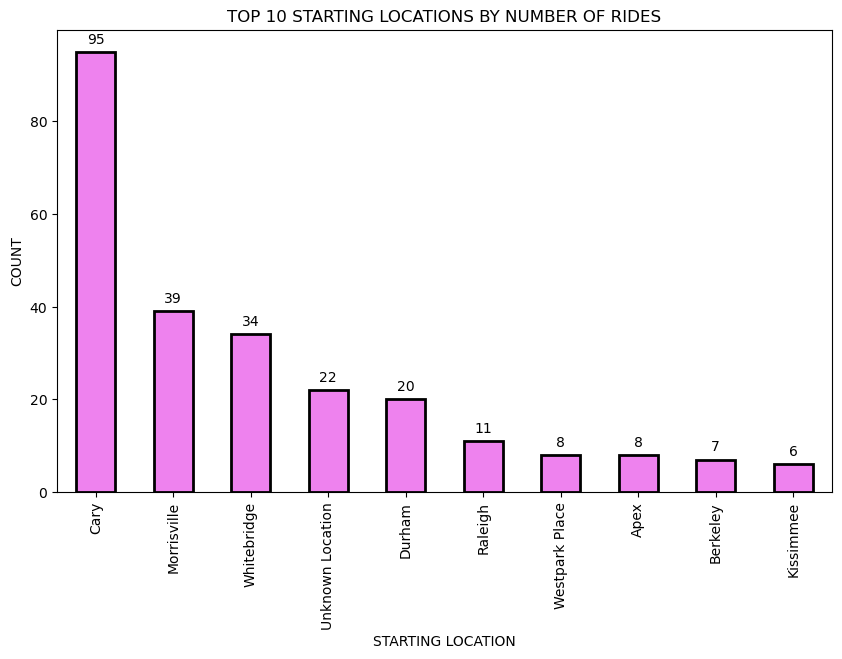 TOP 10 STARTING LOCATIONS BY NUMBER OF RIDES
95
39
34
22
20
11
8
8
7
6
80
60
40
20
0
COUNT
Cary
Morrisville
Whitebridge
Unknown Location
Durham
Raleigh
Westpark Place
Apex
Berkeley
Kissimmee
STARTING LOCATION